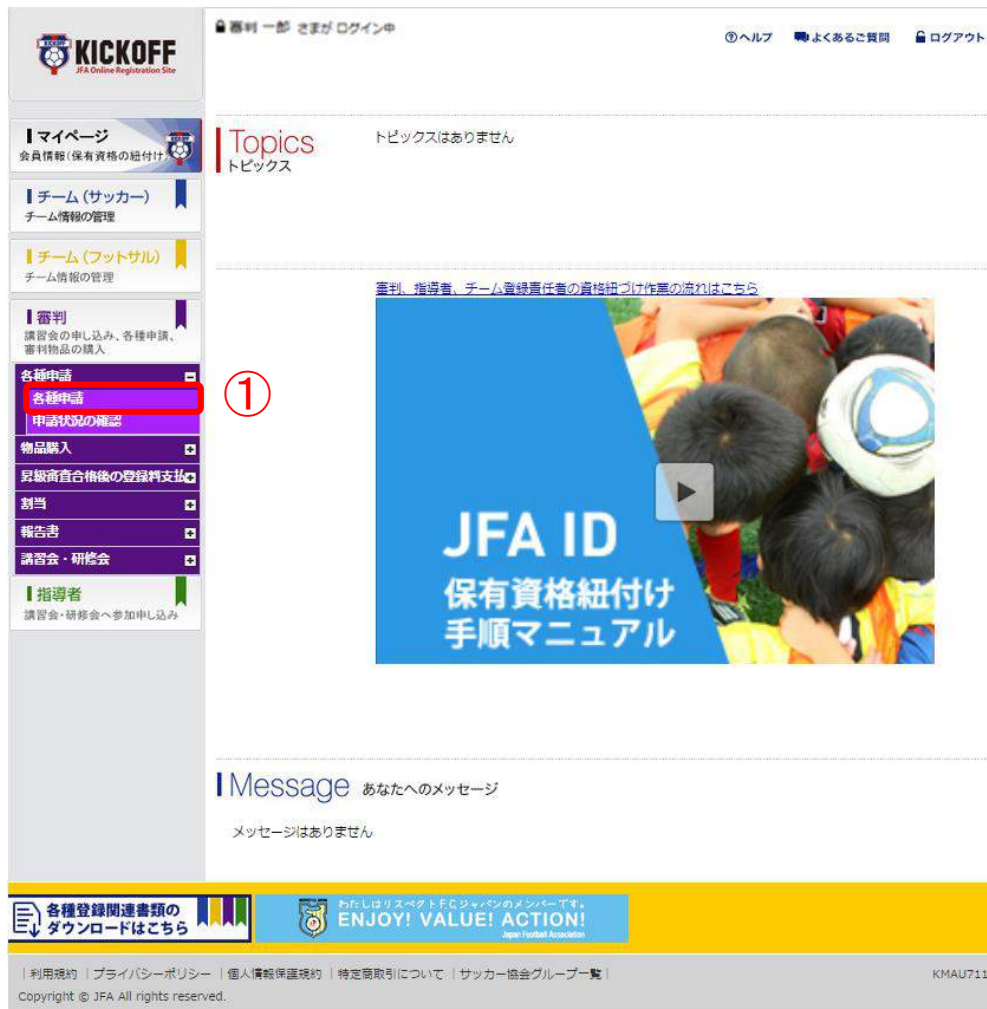 審判 一郎 さまが ログイン中
ヘルプ
よくあるご質問
ログアウト
KICKOFF
JFA Online Registration Site
マイページ
会員情報(保有資格の紐付け)
チーム(サッカー)
チーム情報の管理
チーム(フットサル)
チーム情報の管理
審判
講習会の申し込み、各種申請、
審判物品の購入
各種申請
各種申請
①
申請状況の確認
物品購入
昇級審査合格後の登録料支払
割当
報告書
講習会・研修会
指導者
講習会・研修会へ参加申し込み
Topics
トピックス
トピックスはありません
審判、指導者、チーム登録責任者の資格紐づけ作業の流れはこちら
JFA ID
保有資格紐付け
手順マニュアル
Message
あなたへのメッセージ
メッセージはありません
各種登録関連書類の
ダウンロードはこちら
わたしはリスペクトF.C.ジャパンのメンバーです。
ENJOY! VALUE! ACTION!
Japan Football Association
|利用規約 |プライバシーポリシー |個人情報保護規約 |特定商取引について |サッカー協会グループ一覧|
KMAU711
Copyright © JFA All rights reserved.